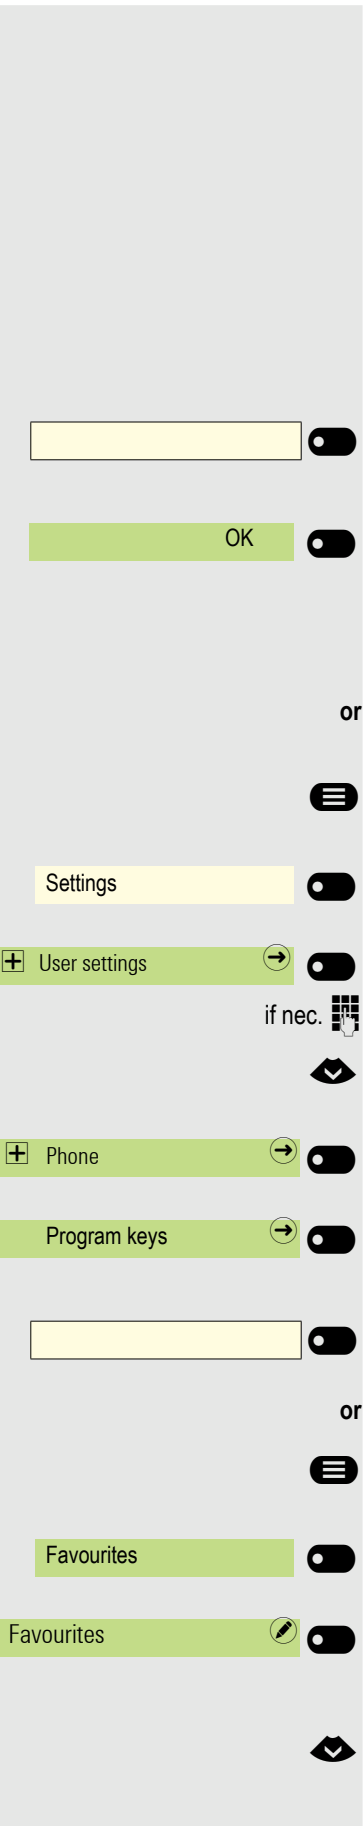 OK
or
Settings
User settings
if nec.
Phone
Program keys
or
Favourites
Favourites